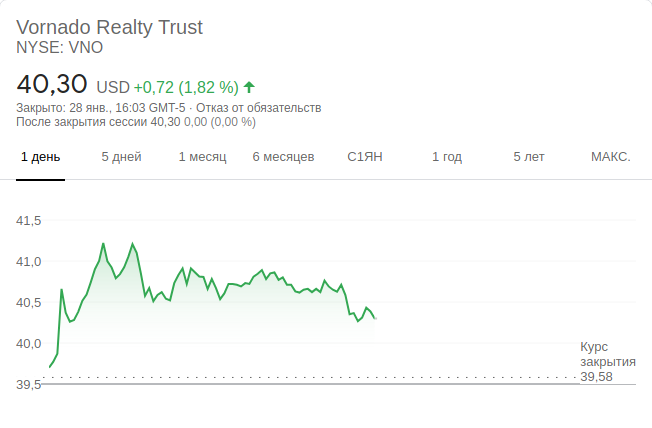 Vornado Realty Trust
NYSE: VNO
40,30 USD +0,72 (1,82 %)
Закрыто: 28 янв., 16:03 GMT-5 · Отказ от обязательств
После закрытия сессии 40,30 0,00 (0,00 %)
1 день 5 дней 1 месяц 6 месяцев С1ЯН 1 год 5 лет МАКС.
41,5
41,0
40,5
40,0
39,5
Курс
закрытия
39,58